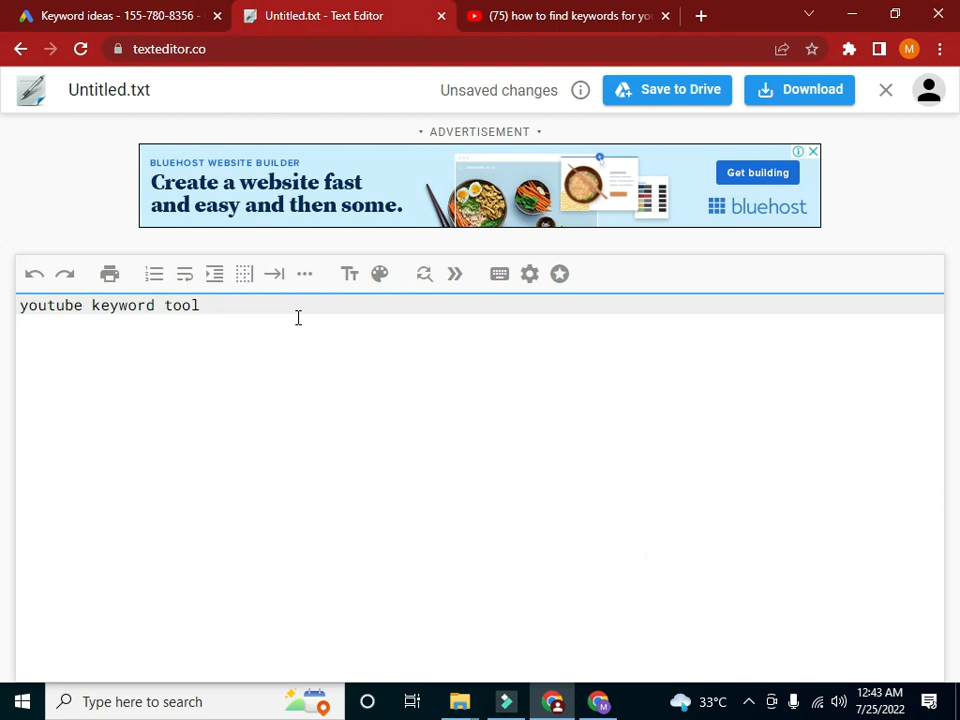 Keyword ideas - 155-780-8356 -
Untitled.txt - Text Editor
(75) how to find keywords for yo
texteditor.co
M
Untitled.txt
Unsaved changes
Save to Drive
Download
• ADVERTISEMENT •
BLUEHOST WEBSITE BUILDER
Create a website fast
and easy and then some.
Get building
bluehost
youtube keyword tool
Type here to search
M
33°C
12:43 AM
7/25/2022